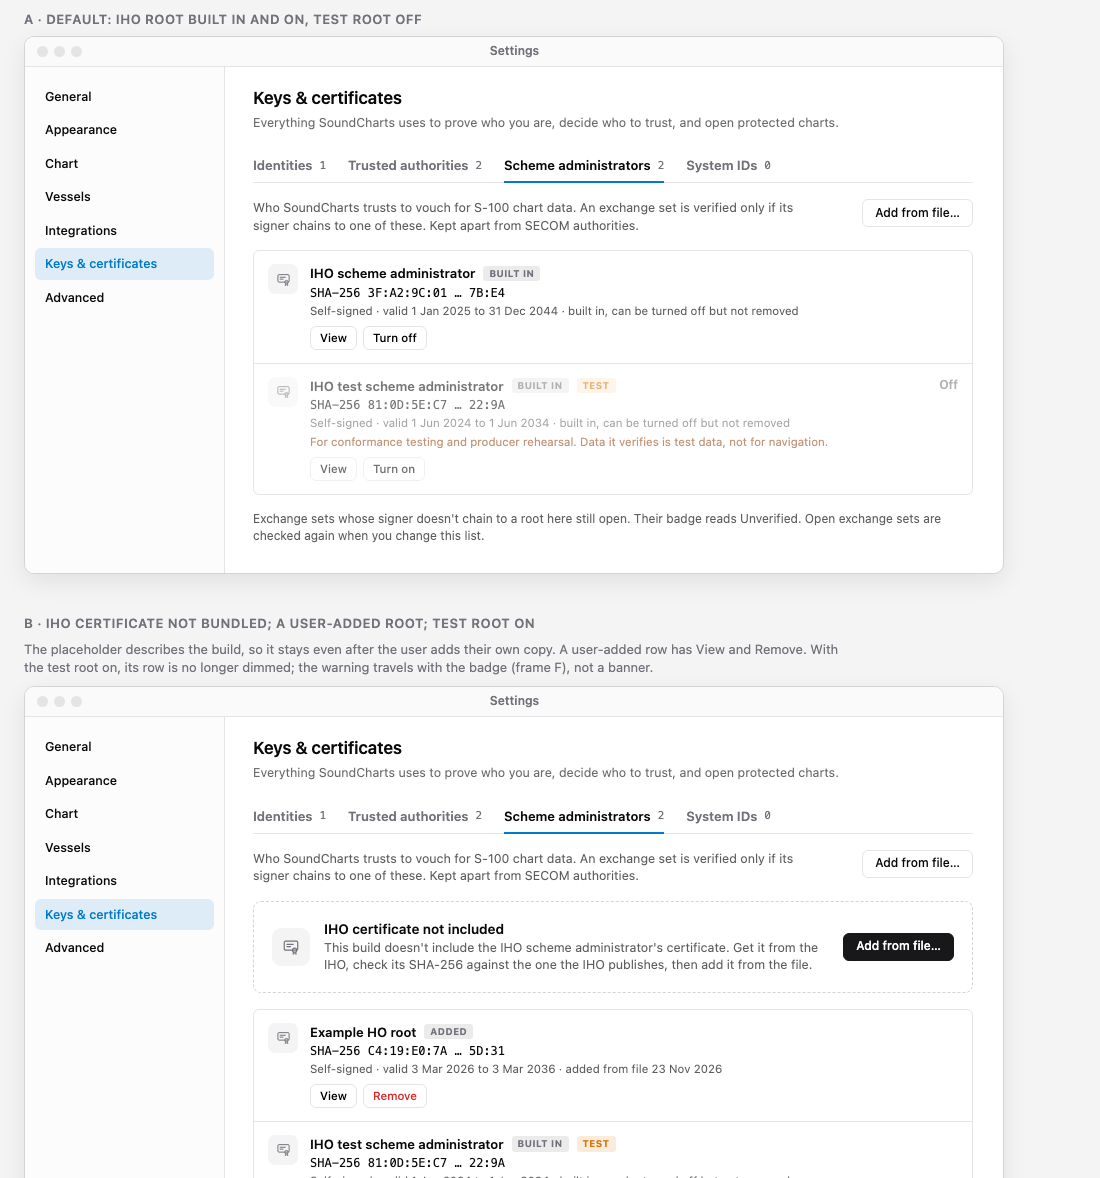 A · DEFAULT: IHO ROOT BUILT IN AND ON, TEST ROOT OFF
Settings
General
Appearance
Chart
Vessels
Integrations
Keys & certificates
Advanced
Keys & certificates
Everything SoundCharts uses to prove who you are, decide who to trust, and open protected charts.
Identities 1 Trusted authorities 2 Scheme administrators 2 System IDs 0
Who SoundCharts trusts to vouch for S-100 chart data. An exchange set is verified only if its
signer chains to one of these. Kept apart from SECOM authorities.
Add from file…
IHO scheme administrator BUILT IN
SHA-256 3F:A2:9C:01 … 7B:E4
Self-signed · valid 1 Jan 2025 to 31 Dec 2044 · built in, can be turned off but not removed
View Turn off
IHO test scheme administrator BUILT IN TEST
Off
SHA-256 81:0D:5E:C7 … 22:9A
Self-signed · valid 1 Jun 2024 to 1 Jun 2034 · built in, can be turned off but not removed
For conformance testing and producer rehearsal. Data it verifies is test data, not for navigation.
View Turn on
Exchange sets whose signer doesn't chain to a root here still open. Their badge reads Unverified. Open exchange sets are
checked again when you change this list.
B · IHO CERTIFICATE NOT BUNDLED; A USER-ADDED ROOT; TEST ROOT ON
The placeholder describes the build, so it stays even after the user adds their own copy. A user-added row has View and Remove. With
the test root on, its row is no longer dimmed; the warning travels with the badge (frame F), not a banner.
Settings
General
Appearance
Chart
Vessels
Integrations
Keys & certificates
Advanced
Keys & certificates
Everything SoundCharts uses to prove who you are, decide who to trust, and open protected charts.
Identities 1 Trusted authorities 2 Scheme administrators 2 System IDs 0
Who SoundCharts trusts to vouch for S-100 chart data. An exchange set is verified only if its
signer chains to one of these. Kept apart from SECOM authorities.
Add from file…
IHO certificate not included
This build doesn't include the IHO scheme administrator's certificate. Get it from the
IHO, check its SHA-256 against the one the IHO publishes, then add it from the file.
Add from file…
Example HO root ADDED
SHA-256 C4:19:E0:7A … 5D:31
Self-signed · valid 3 Mar 2026 to 3 Mar 2036 · added from file 23 Nov 2026
View Remove
IHO test scheme administrator BUILT IN TEST
SHA-256 81:0D:5E:C7 … 22:9A